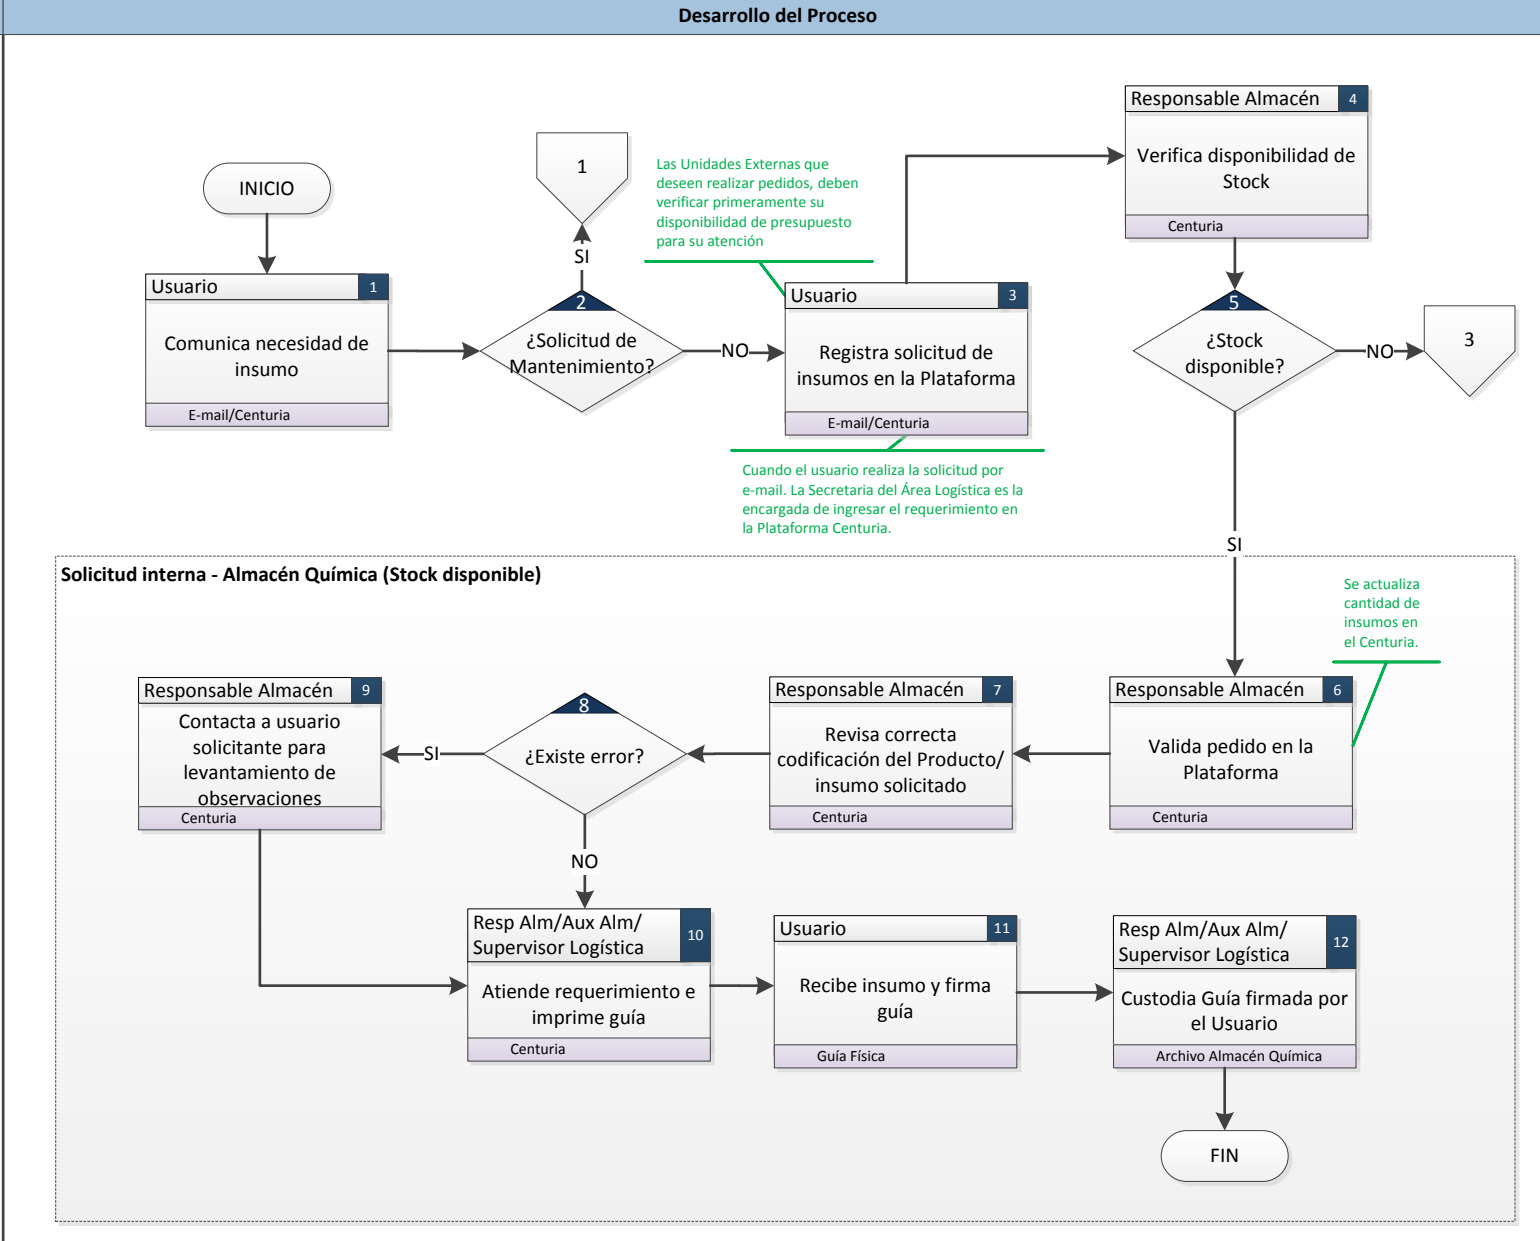 Desarrollo del Proceso
INICIO
Usuario 1
Comunica necesidad de
insumo
E-mail/Centuria
1
SI
2
¿Solicitud de
Mantenimiento?
NO
Las Unidades Externas que
deseen realizar pedidos, deben
verificar primeramente su
disponibilidad de presupuesto
para su atención
Usuario 3
Registra solicitud de
insumos en la Plataforma
E-mail/Centuria
Cuando el usuario realiza la solicitud por
e-mail. La Secretaria del Área Logística es la
encargada de ingresar el requerimiento en
la Plataforma Centuria.
Responsable Almacén 4
Verifica disponibilidad de
Stock
Centuria
5
¿Stock
disponible?
NO
3
SI
Solicitud interna - Almacén Química (Stock disponible)
Se actualiza
cantidad de
insumos en
el Centuria.
Responsable Almacén 6
Valida pedido en la
Plataforma
Centuria
Responsable Almacén 7
Revisa correcta
codificación del Producto/
insumo solicitado
Centuria
8
¿Existe error?
SI
NO
Responsable Almacén 9
Contacta a usuario
solicitante para
levantamiento de
observaciones
Centuria
Resp Alm/Aux Alm/
Supervisor Logística
10
Atiende requerimiento e
imprime guía
Centuria
Usuario 11
Recibe insumo y firma
guía
Guía Física
Resp Alm/Aux Alm/
Supervisor Logística
12
Custodia Guía firmada por
el Usuario
Archivo Almacén Química
FIN